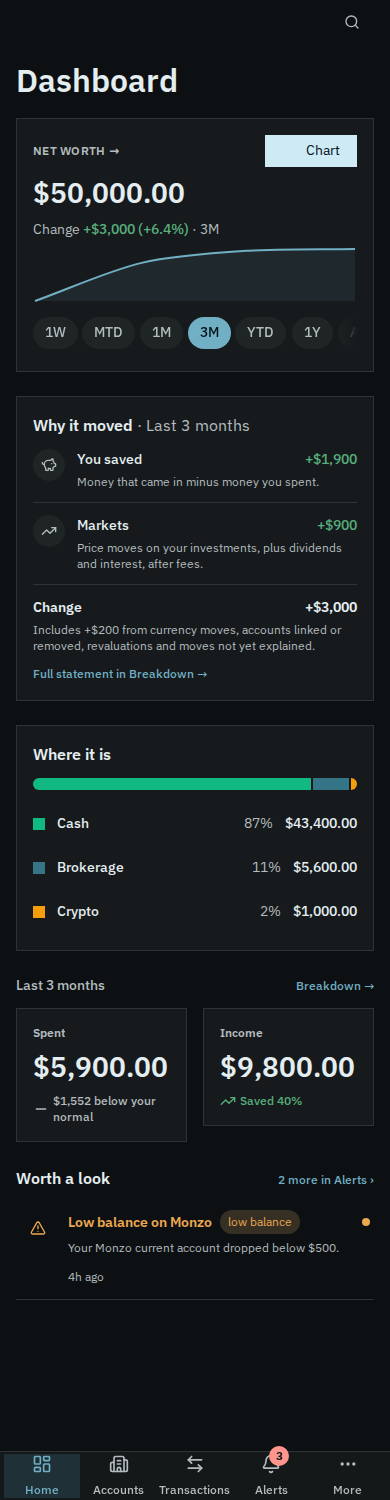 Dashboard
NET WORTH →
Chart
$50,000.00
Change +$3,000 (+6.4%) · 3M
1W MTD 1M 3M YTD 1Y
Why it moved · Last 3 months
You saved +$1,900
Money that came in minus money you spent.
Markets +$900
Price moves on your investments, plus dividends
and interest, after fees.
Change +$3,000
Includes +$200 from currency moves, accounts linked or
removed, revaluations and moves not yet explained.
Full statement in Breakdown →
Where it is
Cash 87% $43,400.00
Brokerage 11% $5,600.00
Crypto 2% $1,000.00
Last 3 months Breakdown →
Spent
$5,900.00
$1,552 below your
normal
Income
$9,800.00
Saved 40%
Worth a look 2 more in Alerts ›
Low balance on Monzo low balance
Your Monzo current account dropped below $500.
4h ago
3
Home Accounts Transactions Alerts More